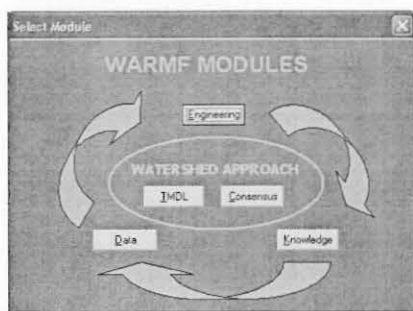 Select Module
WARMF MODULES
Engineering
WATERSHED APPROACH
TMDL Consensus
Data Knowledge